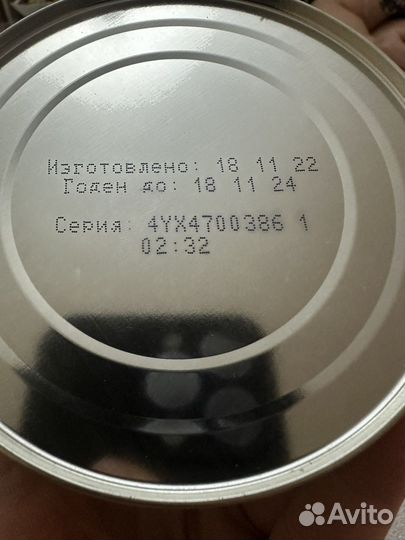 Изготовлено: 18 11 22
Годен до: 18 11 24
Серия: 4YX4700386 1
02:32
Avito